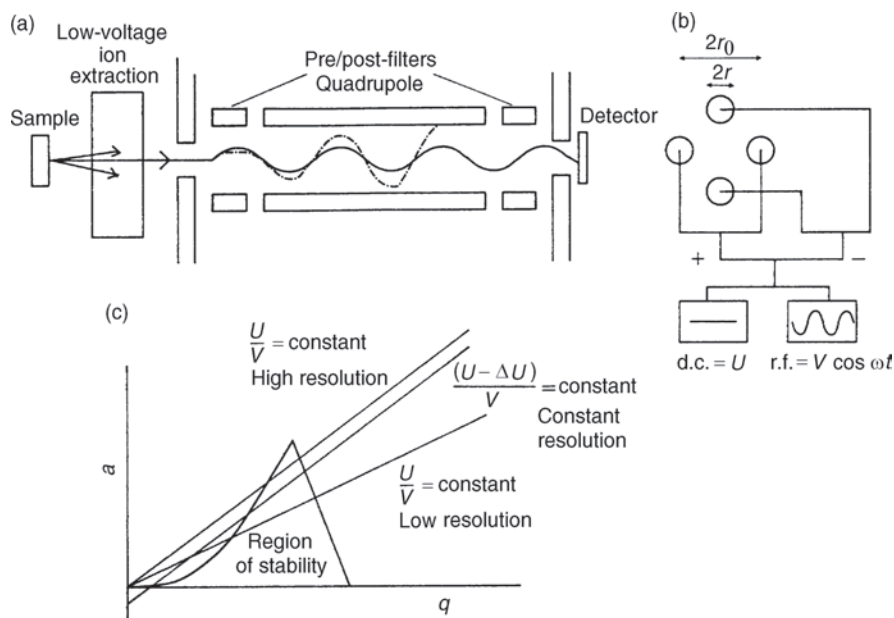 (a)
Low-voltage
ion
extraction
Pre/post-filters
Quadrupole
Sample
Detector
(b)
2r₀
2r
+
−
d.c. = U
r.f. = V cos ωt
(c)
U/V = constant
High resolution
(U − ΔU)/V = constant
Constant
resolution
U/V = constant
Low resolution
Region
of stability
a
q